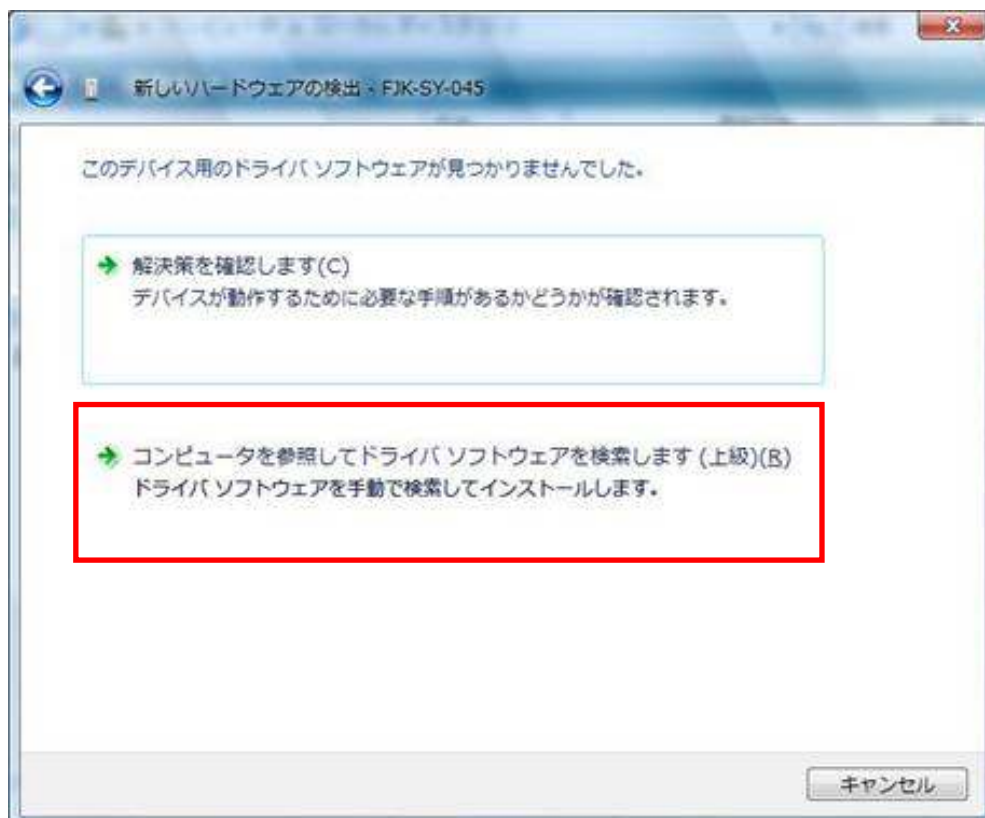 新しいハードウェアの検出 - FJK-SY-045
このデバイス用のドライバ ソフトウェアが見つかりませんでした。
解決策を確認します(C)
デバイスが動作するために必要な手順があるかどうかが確認されます。
コンピュータを参照してドライバ ソフトウェアを検索します (上級)(R)
ドライバ ソフトウェアを手動で検索してインストールします。
キャンセル